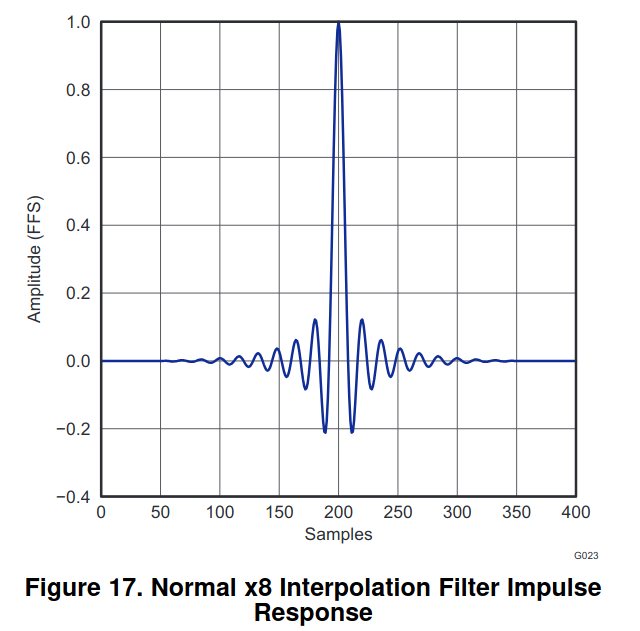 1.0
0.8
0.6
0.4
0.2
0.0
−0.2
−0.4
Amplitude (FFS)
0 50 100 150 200 250 300 350 400
Samples
G023
Figure 17. Normal x8 Interpolation Filter Impulse
Response